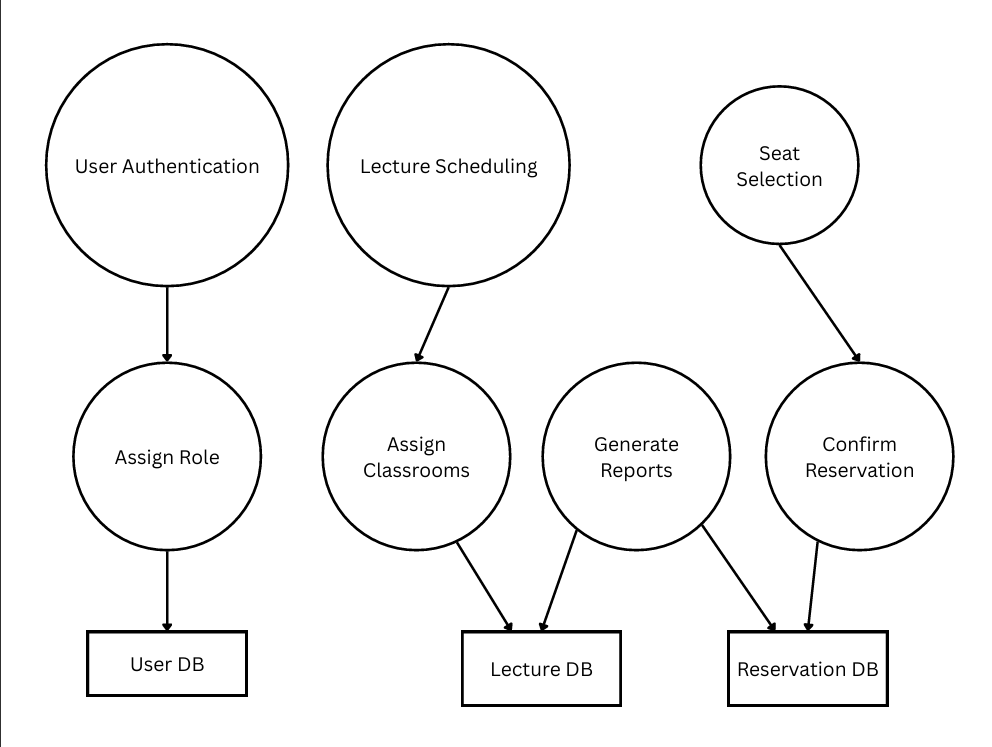 User Authentication
Lecture Scheduling
Seat
Selection
Assign Role
Assign
Classrooms
Generate
Reports
Confirm
Reservation
User DB
Lecture DB
Reservation DB